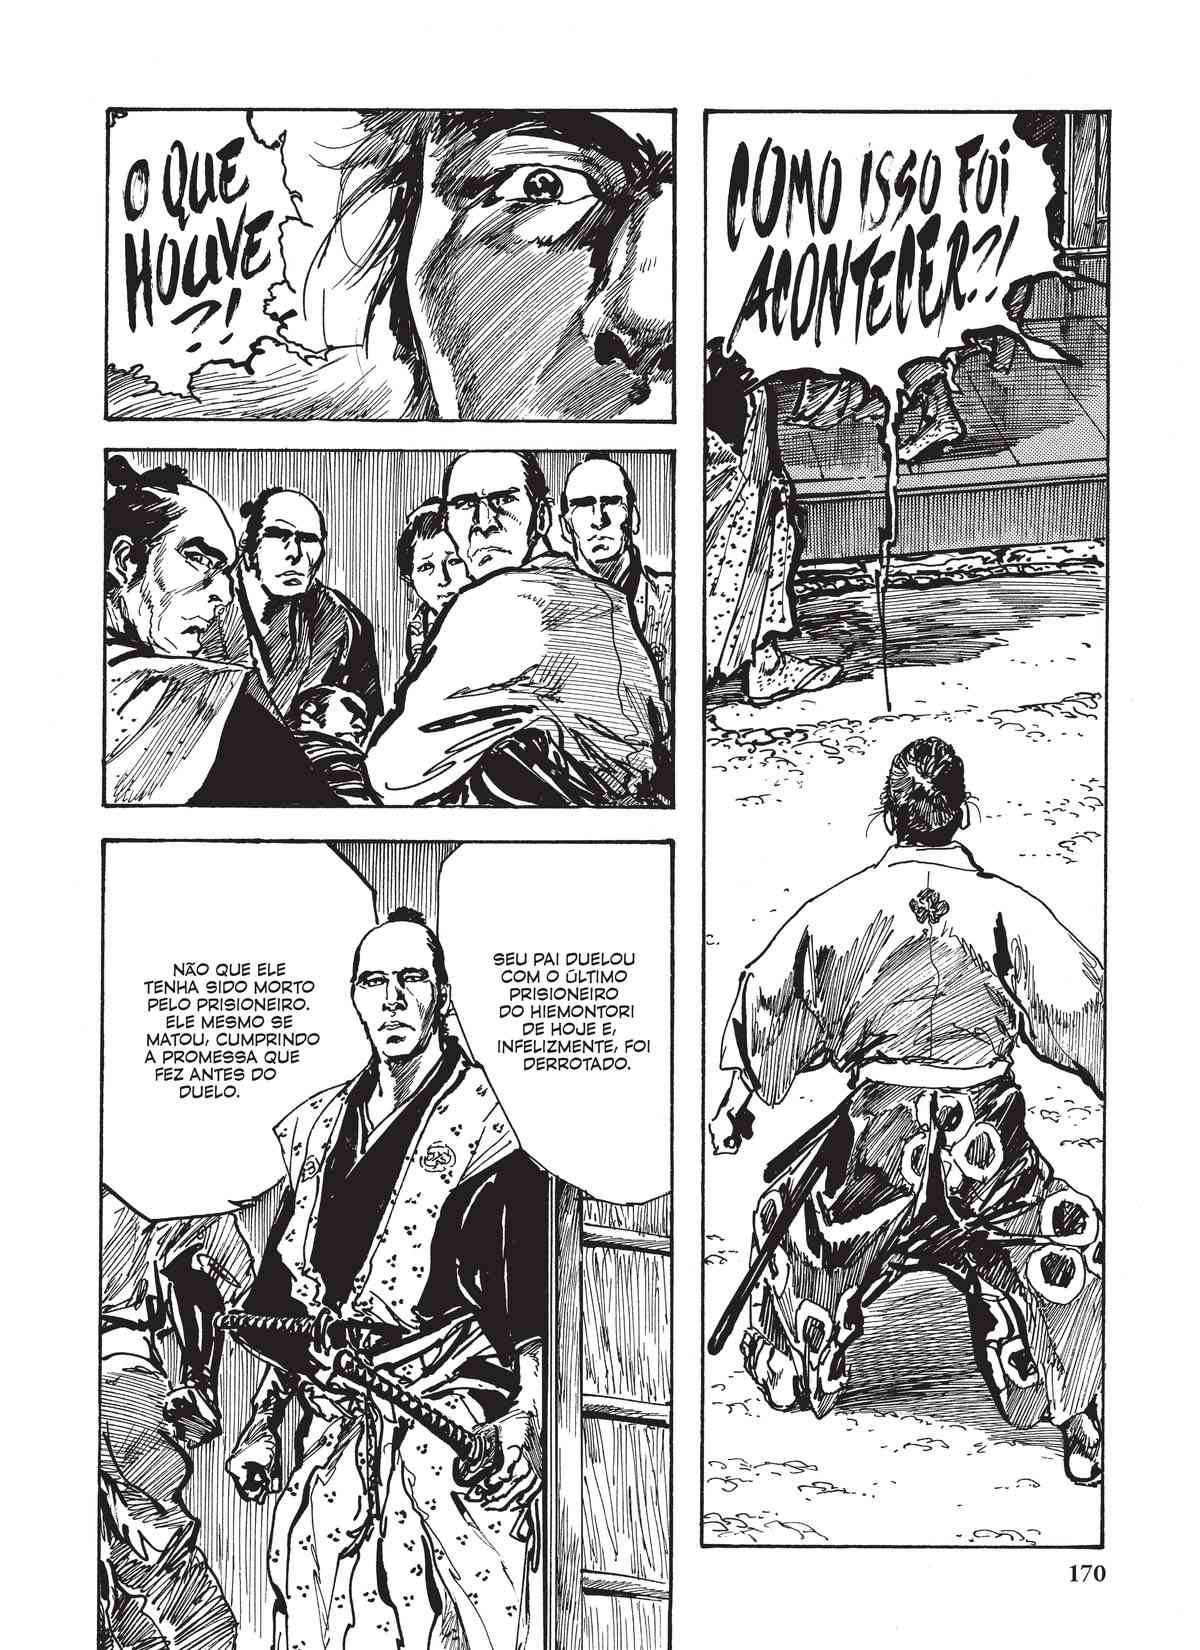 COMO ISSO FOI
ACONTECER?!
O QUE
HOUVE
?!
SEU PAI DUELOU
COM O ÚLTIMO
PRISIONEIRO
DO HIEMONTORI
DE HOJE E,
INFELIZMENTE, FOI
DERROTADO.
NÃO QUE ELE
TENHA SIDO MORTO
PELO PRISIONEIRO.
ELE MESMO SE
MATOU, CUMPRINDO
A PROMESSA QUE
FEZ ANTES DO
DUELO.
170